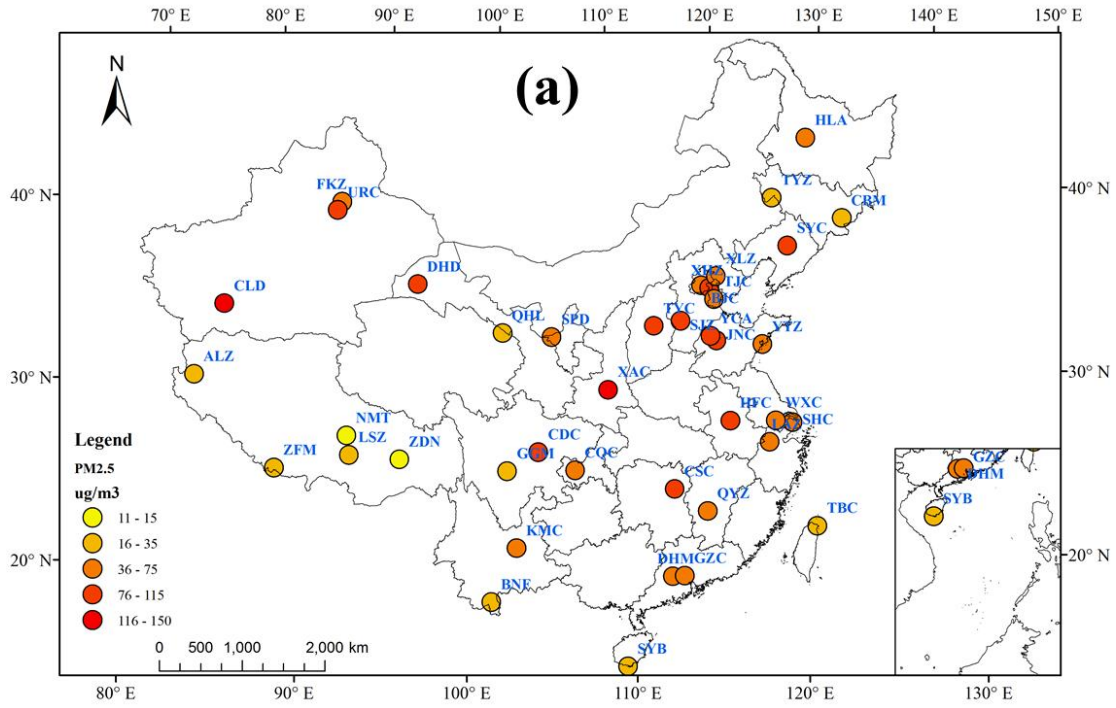 70° E 80° E 90° E 100° E 110° E 120° E 130° E 140° E 150° E
N
(a)
HLA
TYZ
FKZ
URC
40° N
40° N
CBM
SYC
XLZ
DHD
XHZ
TJC
CLD
BJC
QHL
SPD
TYC
SJZ
YCA
YTZ
JNC
ALZ
30° N
XAC
30° N
HFC
WXC
NMT
SHC
LAZ
Legend
LSZ
ZDN
CDC
ZFM
GGM
CQC
PM2.5
CSC
GZC
DHM
ug/m3
QYZ
SYB
11 - 15
TBC
16 - 35
KMC
36 - 75
DHM
GZC
20° N
76 - 115
BNF
116 - 150
0 500 1,000 2,000 km
SYB
80° E 90° E 100° E 110° E 120° E 130° E